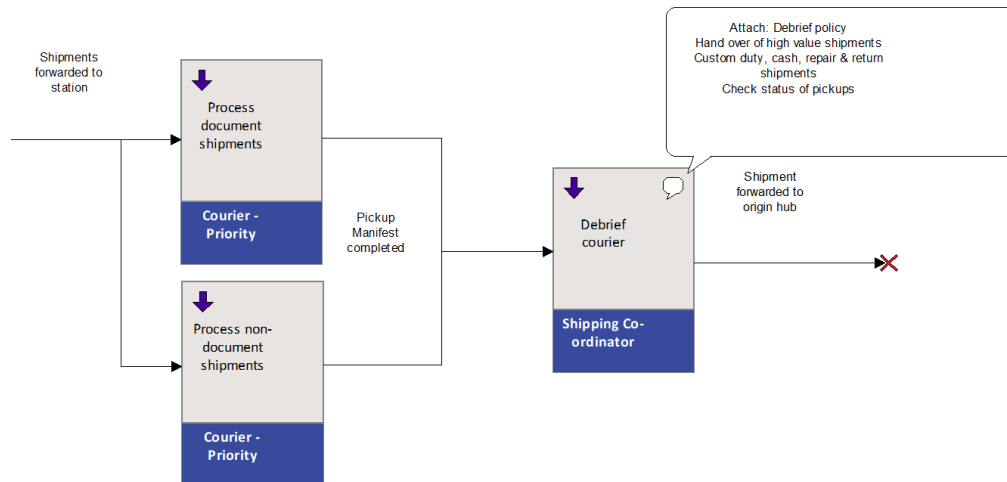 Shipments
forwarded to
station
Process
document
shipments
Courier -
Priority
Process non-
document
shipments
Courier -
Priority
Pickup
Manifest
completed
Debrief
courier
Shipping Co-
ordinator
Attach: Debrief policy
Hand over of high value shipments
Custom duty, cash, repair & return
shipments
Check status of pickups
Shipment
forwarded to
origin hub